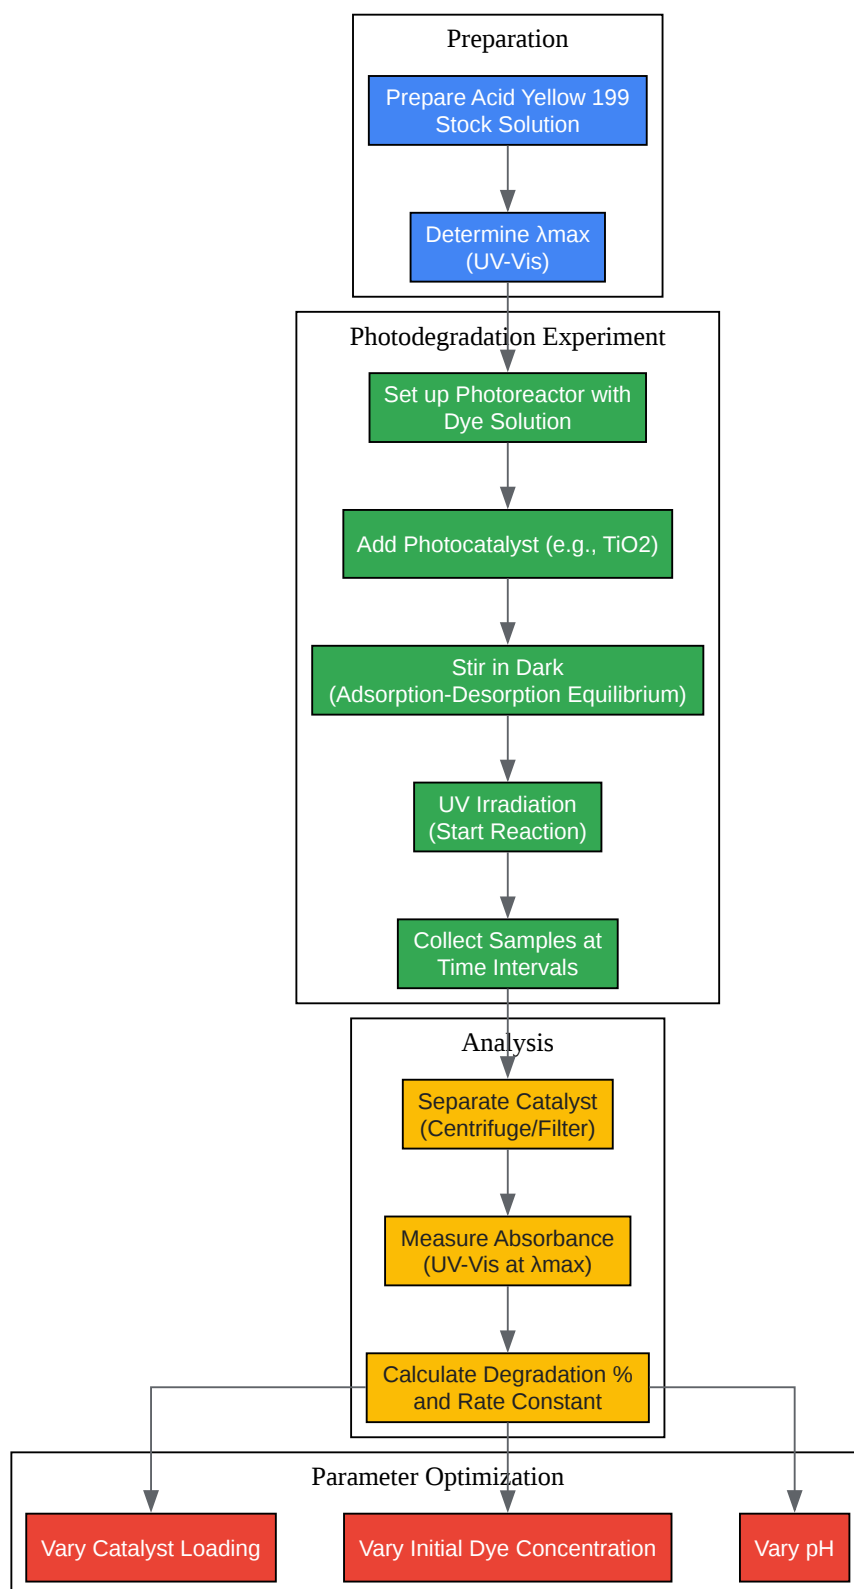 Preparation
Prepare Acid Yellow 199
Stock Solution
Determine λmax
(UV-Vis)
Photodegradation Experiment
Set up Photoreactor with
Dye Solution
Add Photocatalyst (e.g., TiO2)
Stir in Dark
(Adsorption-Desorption Equilibrium)
UV Irradiation
(Start Reaction)
Collect Samples at
Time Intervals
Analysis
Separate Catalyst
(Centrifuge/Filter)
Measure Absorbance
(UV-Vis at λmax)
Calculate Degradation %
and Rate Constant
Parameter Optimization
Vary Catalyst Loading
Vary Initial Dye Concentration
Vary pH